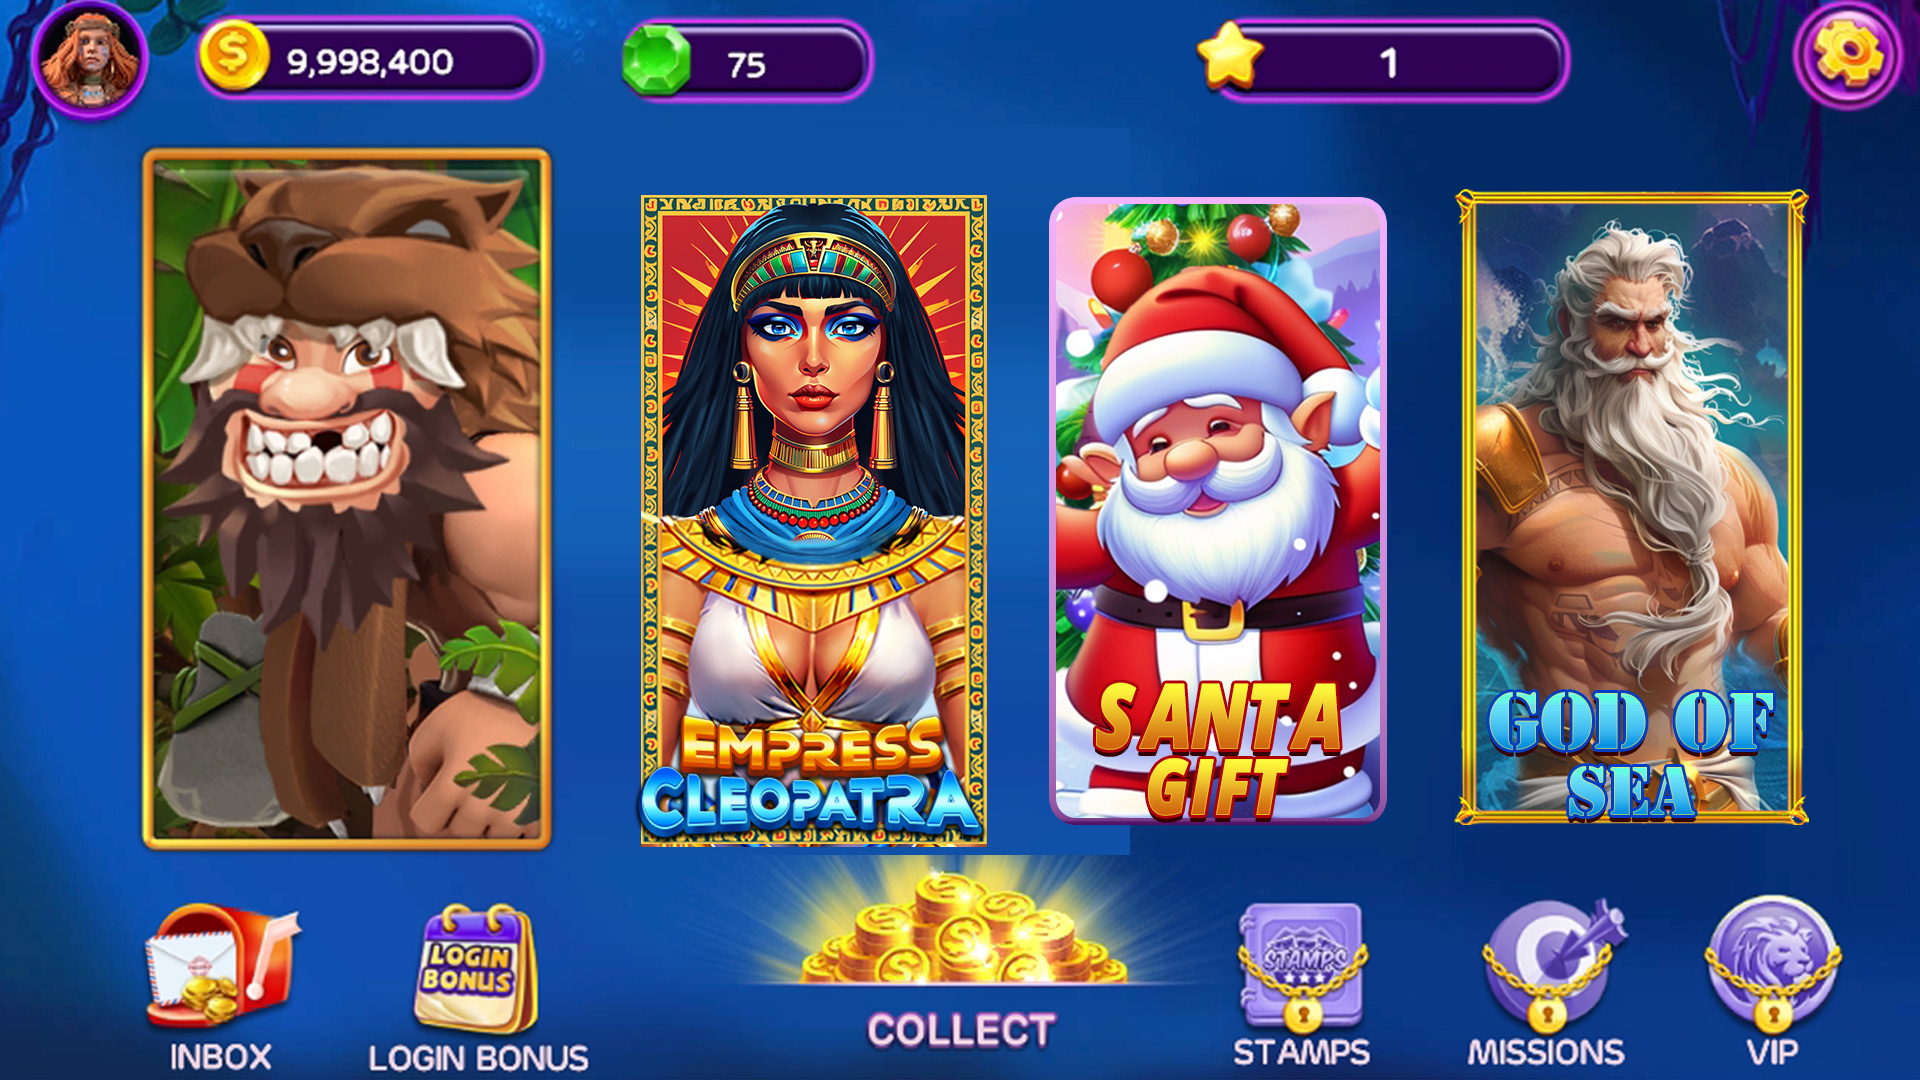 9,998,400
75
1
EMPRESS
CLEOPATRA
SANTA
GIFT
GOD OF
SEA
LOGIN
BONUS
STAMPS
INBOX
LOGIN BONUS
COLLECT
STAMPS
MISSIONS
VIP